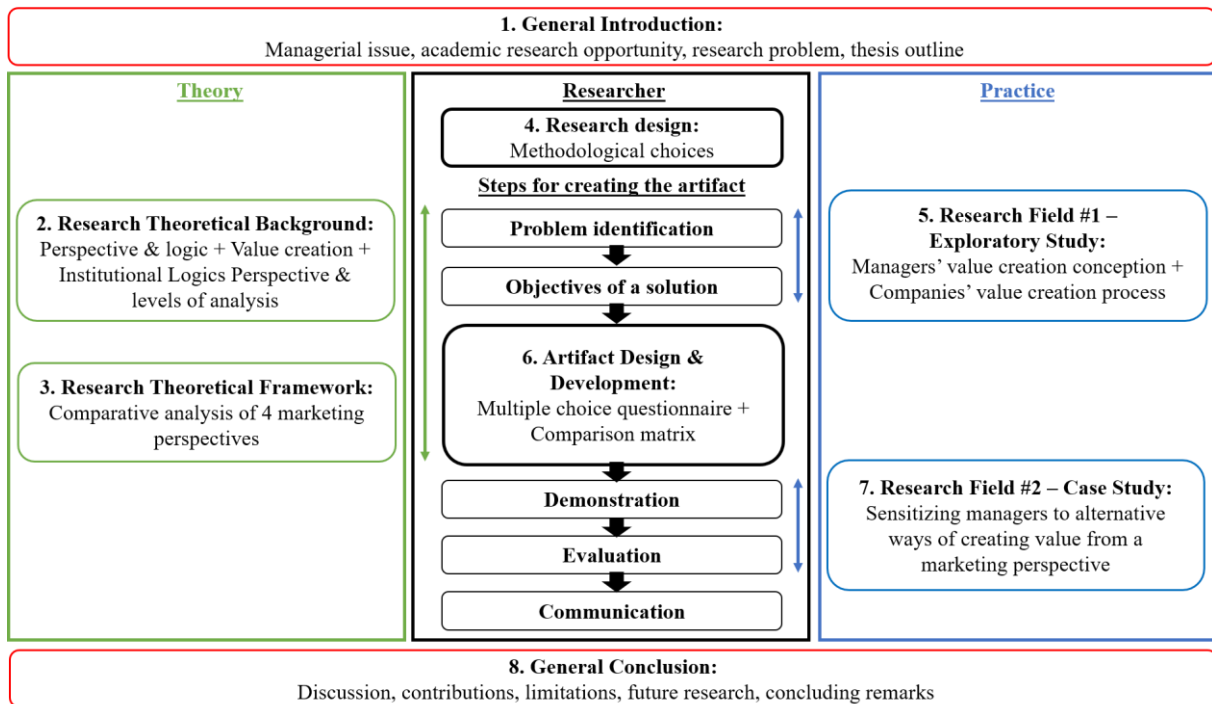 1. General Introduction:
Managerial issue, academic research opportunity, research problem, thesis outline
Theory
2. Research Theoretical Background:
Perspective & logic + Value creation +
Institutional Logics Perspective &
levels of analysis
3. Research Theoretical Framework:
Comparative analysis of 4 marketing
perspectives
Researcher
4. Research design:
Methodological choices
Steps for creating the artifact
Problem identification
Objectives of a solution
6. Artifact Design &
Development:
Multiple choice questionnaire +
Comparison matrix
Demonstration
Evaluation
Communication
Practice
5. Research Field #1 –
Exploratory Study:
Managers’ value creation conception +
Companies’ value creation process
7. Research Field #2 – Case Study:
Sensitizing managers to alternative
ways of creating value from a
marketing perspective
8. General Conclusion:
Discussion, contributions, limitations, future research, concluding remarks